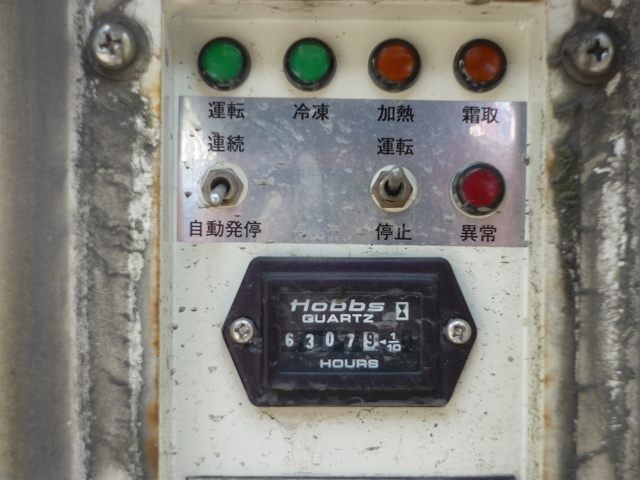 運転 冷凍 加熱 霜取
連続 運転
自動発停 停止 異常
Hobbs
QUARTZ
63079 1/10
HOURS